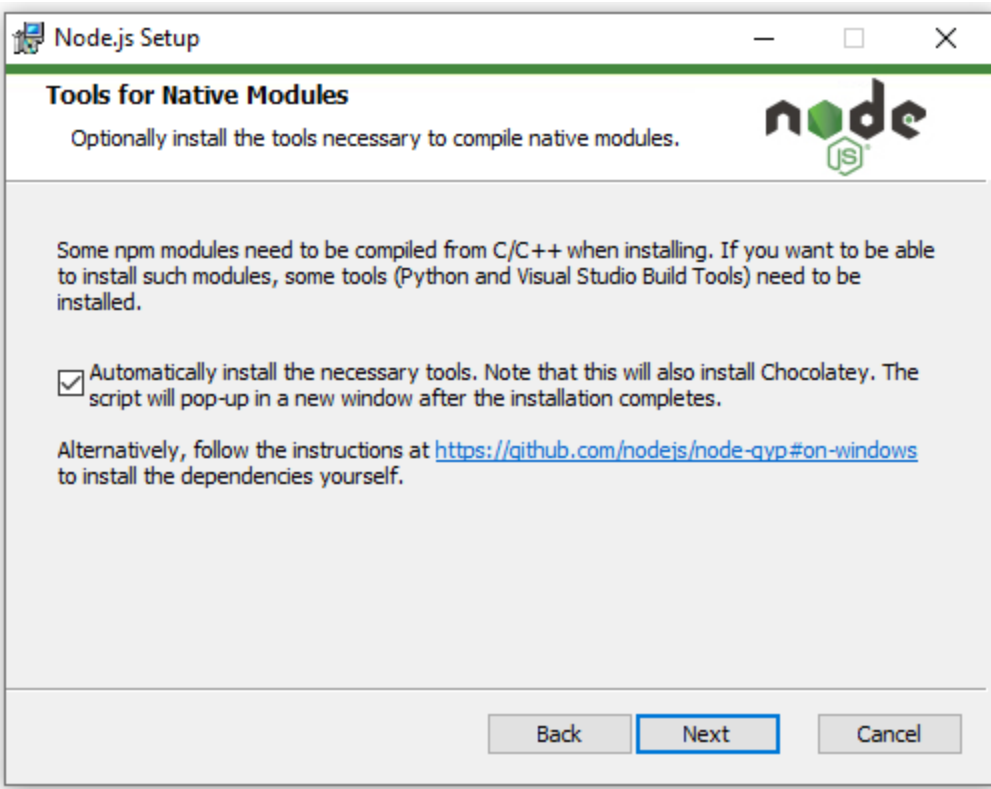 Node.js Setup
Tools for Native Modules
Optionally install the tools necessary to compile native modules.
node
JS
Some npm modules need to be compiled from C/C++ when installing. If you want to be able
to install such modules, some tools (Python and Visual Studio Build Tools) need to be
installed.
Automatically install the necessary tools. Note that this will also install Chocolatey. The
script will pop-up in a new window after the installation completes.
Alternatively, follow the instructions at https://github.com/nodejs/node-gyp#on-windows
to install the dependencies yourself.
Back Next Cancel